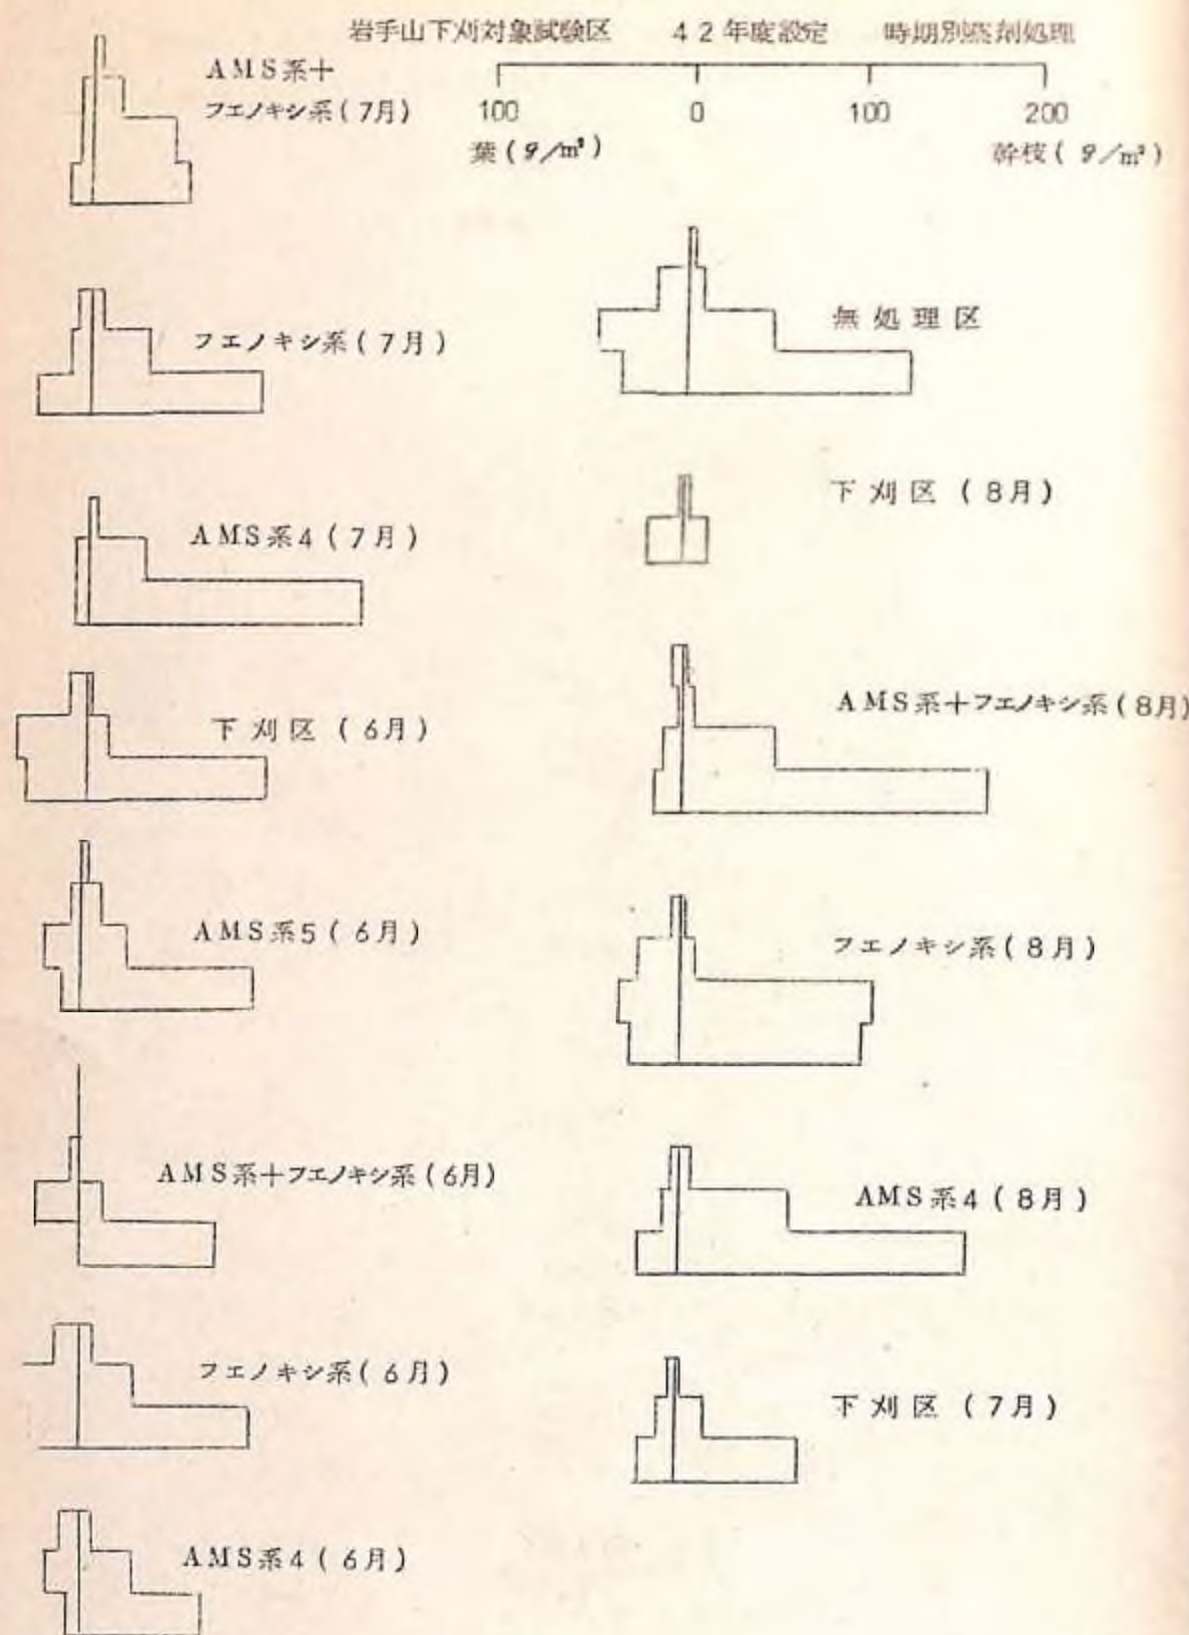 岩手山下刈対象試験区 42年度設定 時期別薬剤処理
100 0 100 200
葉(g/m²) 幹枝(g/m²)
AMS系+
フエノキシ系(7月)
フエノキシ系(7月)
AMS系4(7月)
下刈区(6月)
AMS系5(6月)
AMS系+フエノキシ系(6月)
フエノキシ系(6月)
AMS系4(6月)
無処理区
下刈区(8月)
AMS系+フエノキシ系(8月)
フエノキシ系(8月)
AMS系4(8月)
下刈区(7月)